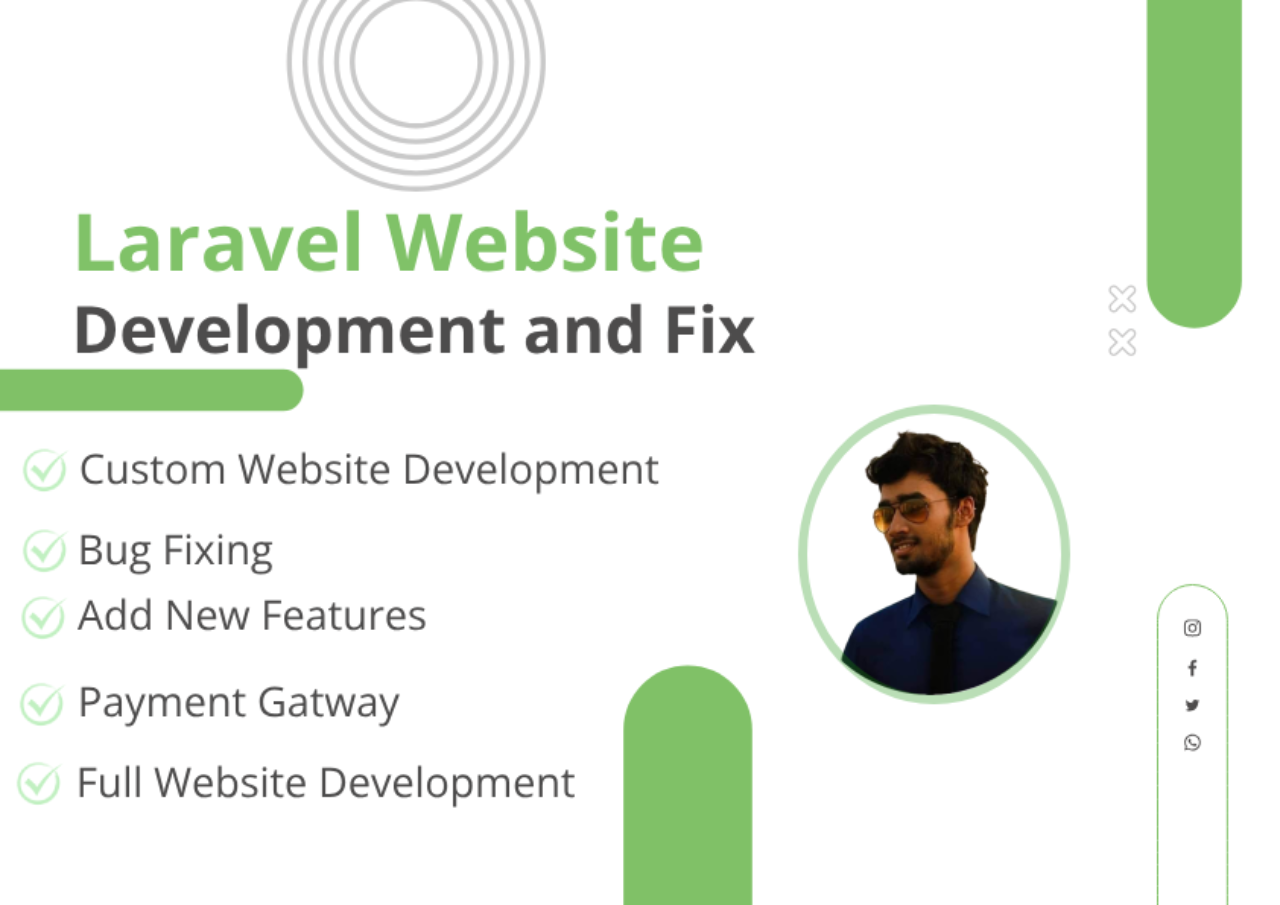 Laravel Website
Development and Fix
Custom Website Development
Bug Fixing
Add New Features
Payment Gatway
Full Website Development